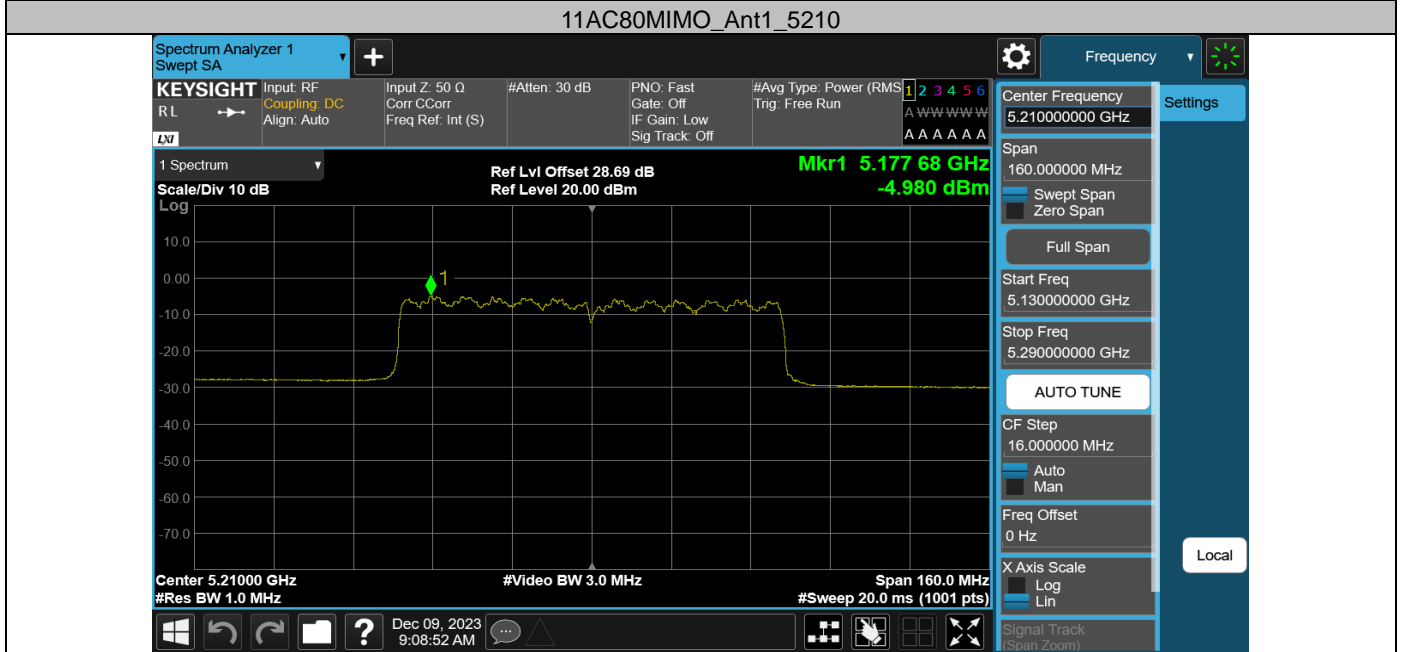 11AC80MIMO_Ant1_5210
Spectrum Analyzer 1
Swept SA
+
Frequency
KEYSIGHT
RL
LXI
Input: RF
Coupling: DC
Align: Auto
Input Z: 50 Ω
Corr CCorr
Freq Ref: Int (S)
#Atten: 30 dB
PNO: Fast
Gate: Off
IF Gain: Low
Sig Track: Off
#Avg Type: Power (RMS
Trig: Free Run
1 2 3 4 5 6
A W W W W W
A A A A A A
Center Frequency
5.210000000 GHz
Settings
1 Spectrum
Scale/Div 10 dB
Ref Lvl Offset 28.69 dB
Ref Level 20.00 dBm
Mkr1 5.177 68 GHz
-4.980 dBm
Log
10.0
0.00
-10.0
-20.0
-30.0
-40.0
-50.0
-60.0
-70.0
1
Center 5.21000 GHz
#Res BW 1.0 MHz
#Video BW 3.0 MHz
Span 160.0 MHz
#Sweep 20.0 ms (1001 pts)
Span
160.000000 MHz
Swept Span
Zero Span
Full Span
Start Freq
5.130000000 GHz
Stop Freq
5.290000000 GHz
AUTO TUNE
CF Step
16.000000 MHz
Auto
Man
Freq Offset
0 Hz
X Axis Scale
Log
Lin
Signal Track
(Span Zoom)
Local
?
Dec 09, 2023
9:08:52 AM